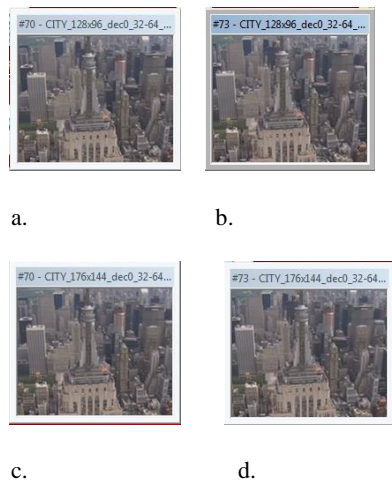 #70 - CITY_128x96_dec0_32-64_...
#73 - CITY_128x96_dec0_32-64_...
a.
b.
#70 - CITY_176x144_dec0_32-64...
#73 - CITY_176x144_dec0_32-64...
c.
d.